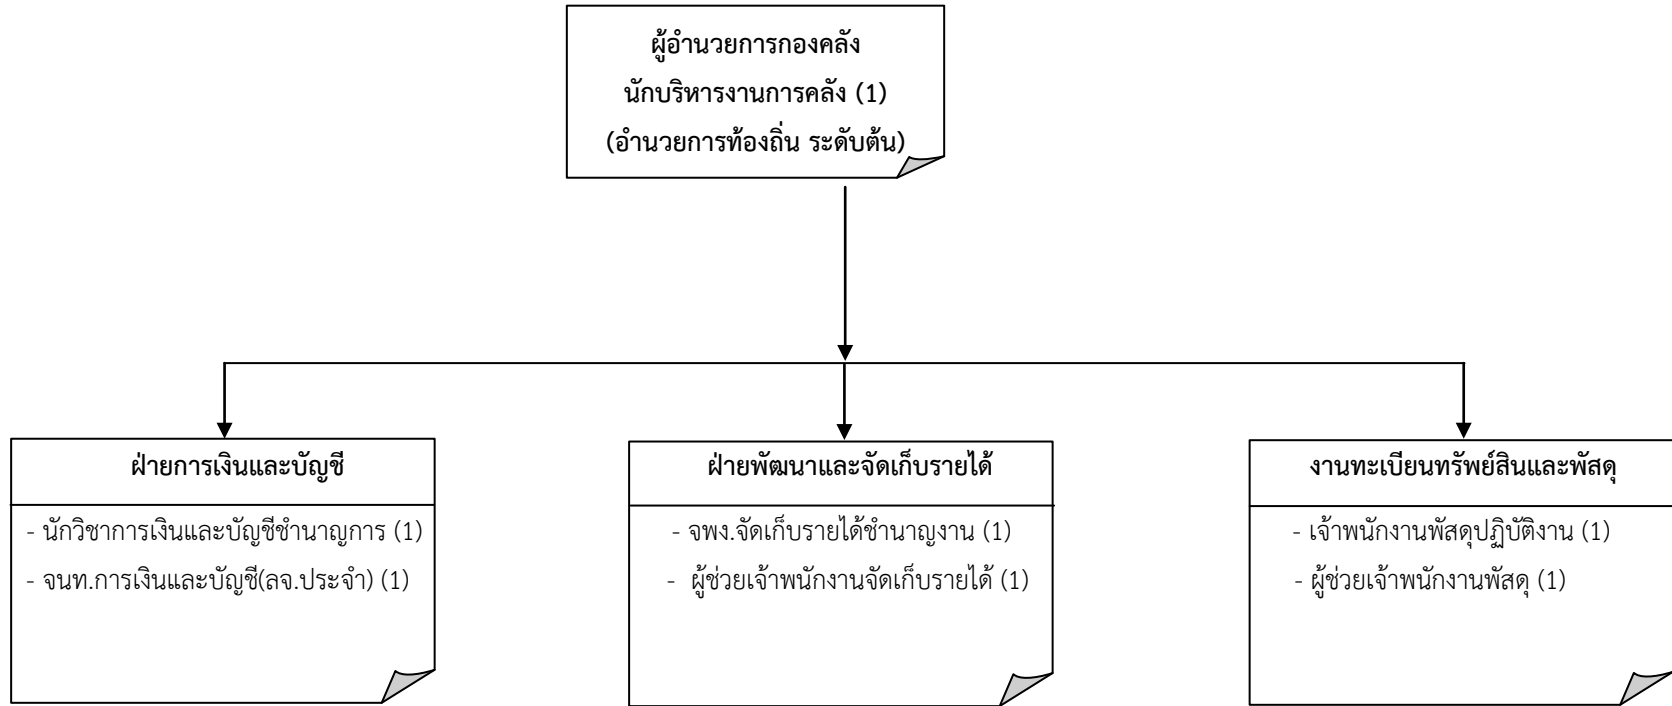 ผู้อำนวยการกองคลัง
นักบริหารงานการคลัง (1)
(อำนวยการท้องถิ่น ระดับต้น)
ฝ่ายการเงินและบัญชี
- นักวิชาการเงินและบัญชีชำนาญการ (1)
- จนท.การเงินและบัญชี(ลจ.ประจำ) (1)
ฝ่ายพัฒนาและจัดเก็บรายได้
- จพง.จัดเก็บรายได้ชำนาญงาน (1)
- ผู้ช่วยเจ้าพนักงานจัดเก็บรายได้ (1)
งานทะเบียนทรัพย์สินและพัสดุ
- เจ้าพนักงานพัสดุปฏิบัติงาน (1)
- ผู้ช่วยเจ้าพนักงานพัสดุ (1)